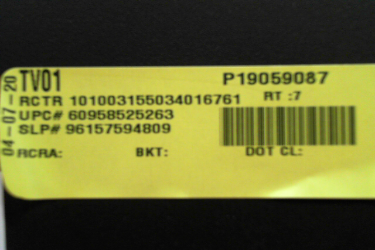 04-07-20
TV01 P19059087
RCTR 101003155034016761 RT :7
UPC# 60958525263
SLP# 96157594809
RCRA: BKT: DOT CL: